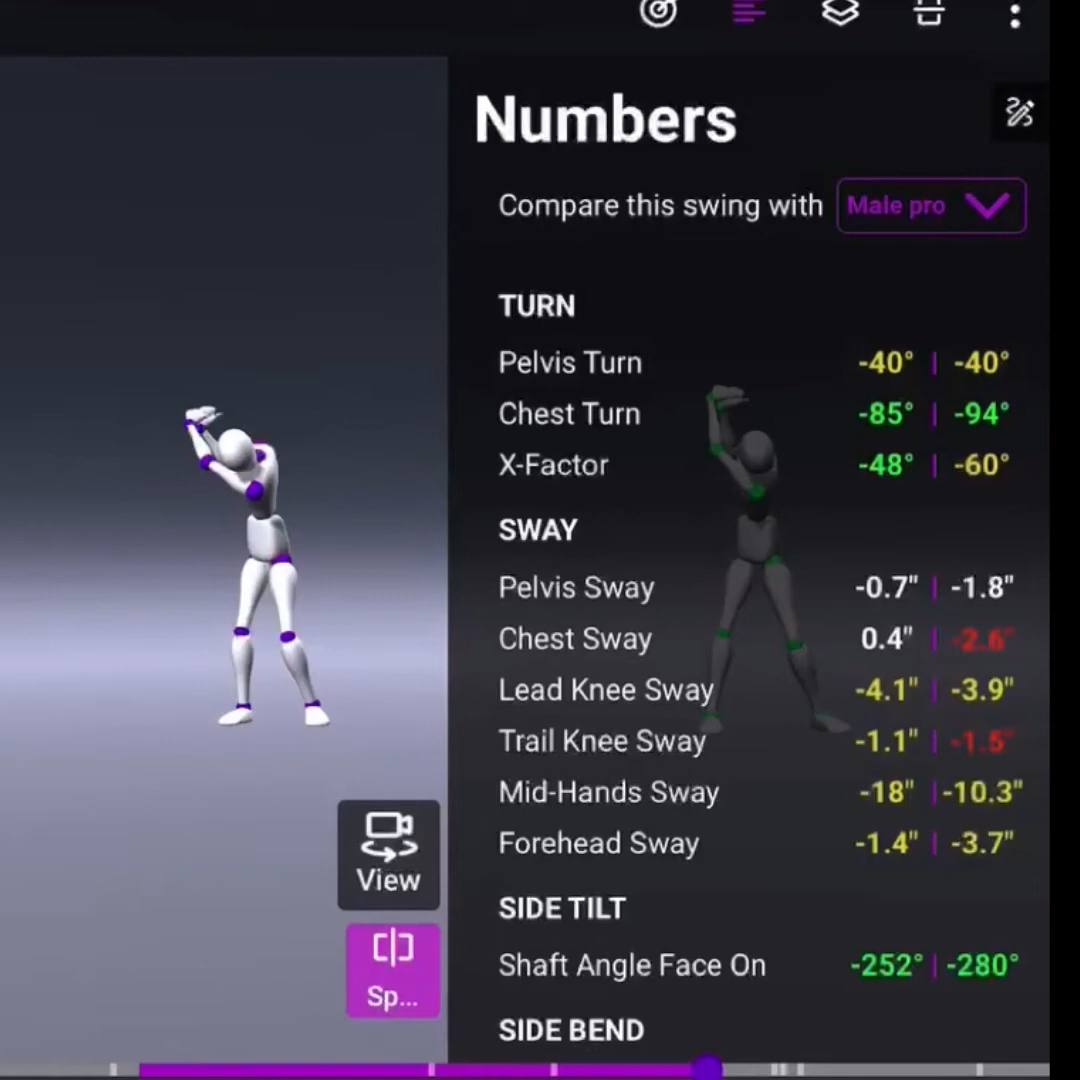 Numbers
Compare this swing with Male pro
TURN
Pelvis Turn -40° | -40°
Chest Turn -85° | -94°
X-Factor -48° | -60°
SWAY
Pelvis Sway -0.7" | -1.8"
Chest Sway 0.4" | -2.6"
Lead Knee Sway -4.1" | -3.9"
Trail Knee Sway -1.1" | -1.5"
Mid-Hands Sway -18" | -10.3"
Forehead Sway -1.4" | -3.7"
SIDE TILT
Shaft Angle Face On -252° | -280°
SIDE BEND
View
Sp...